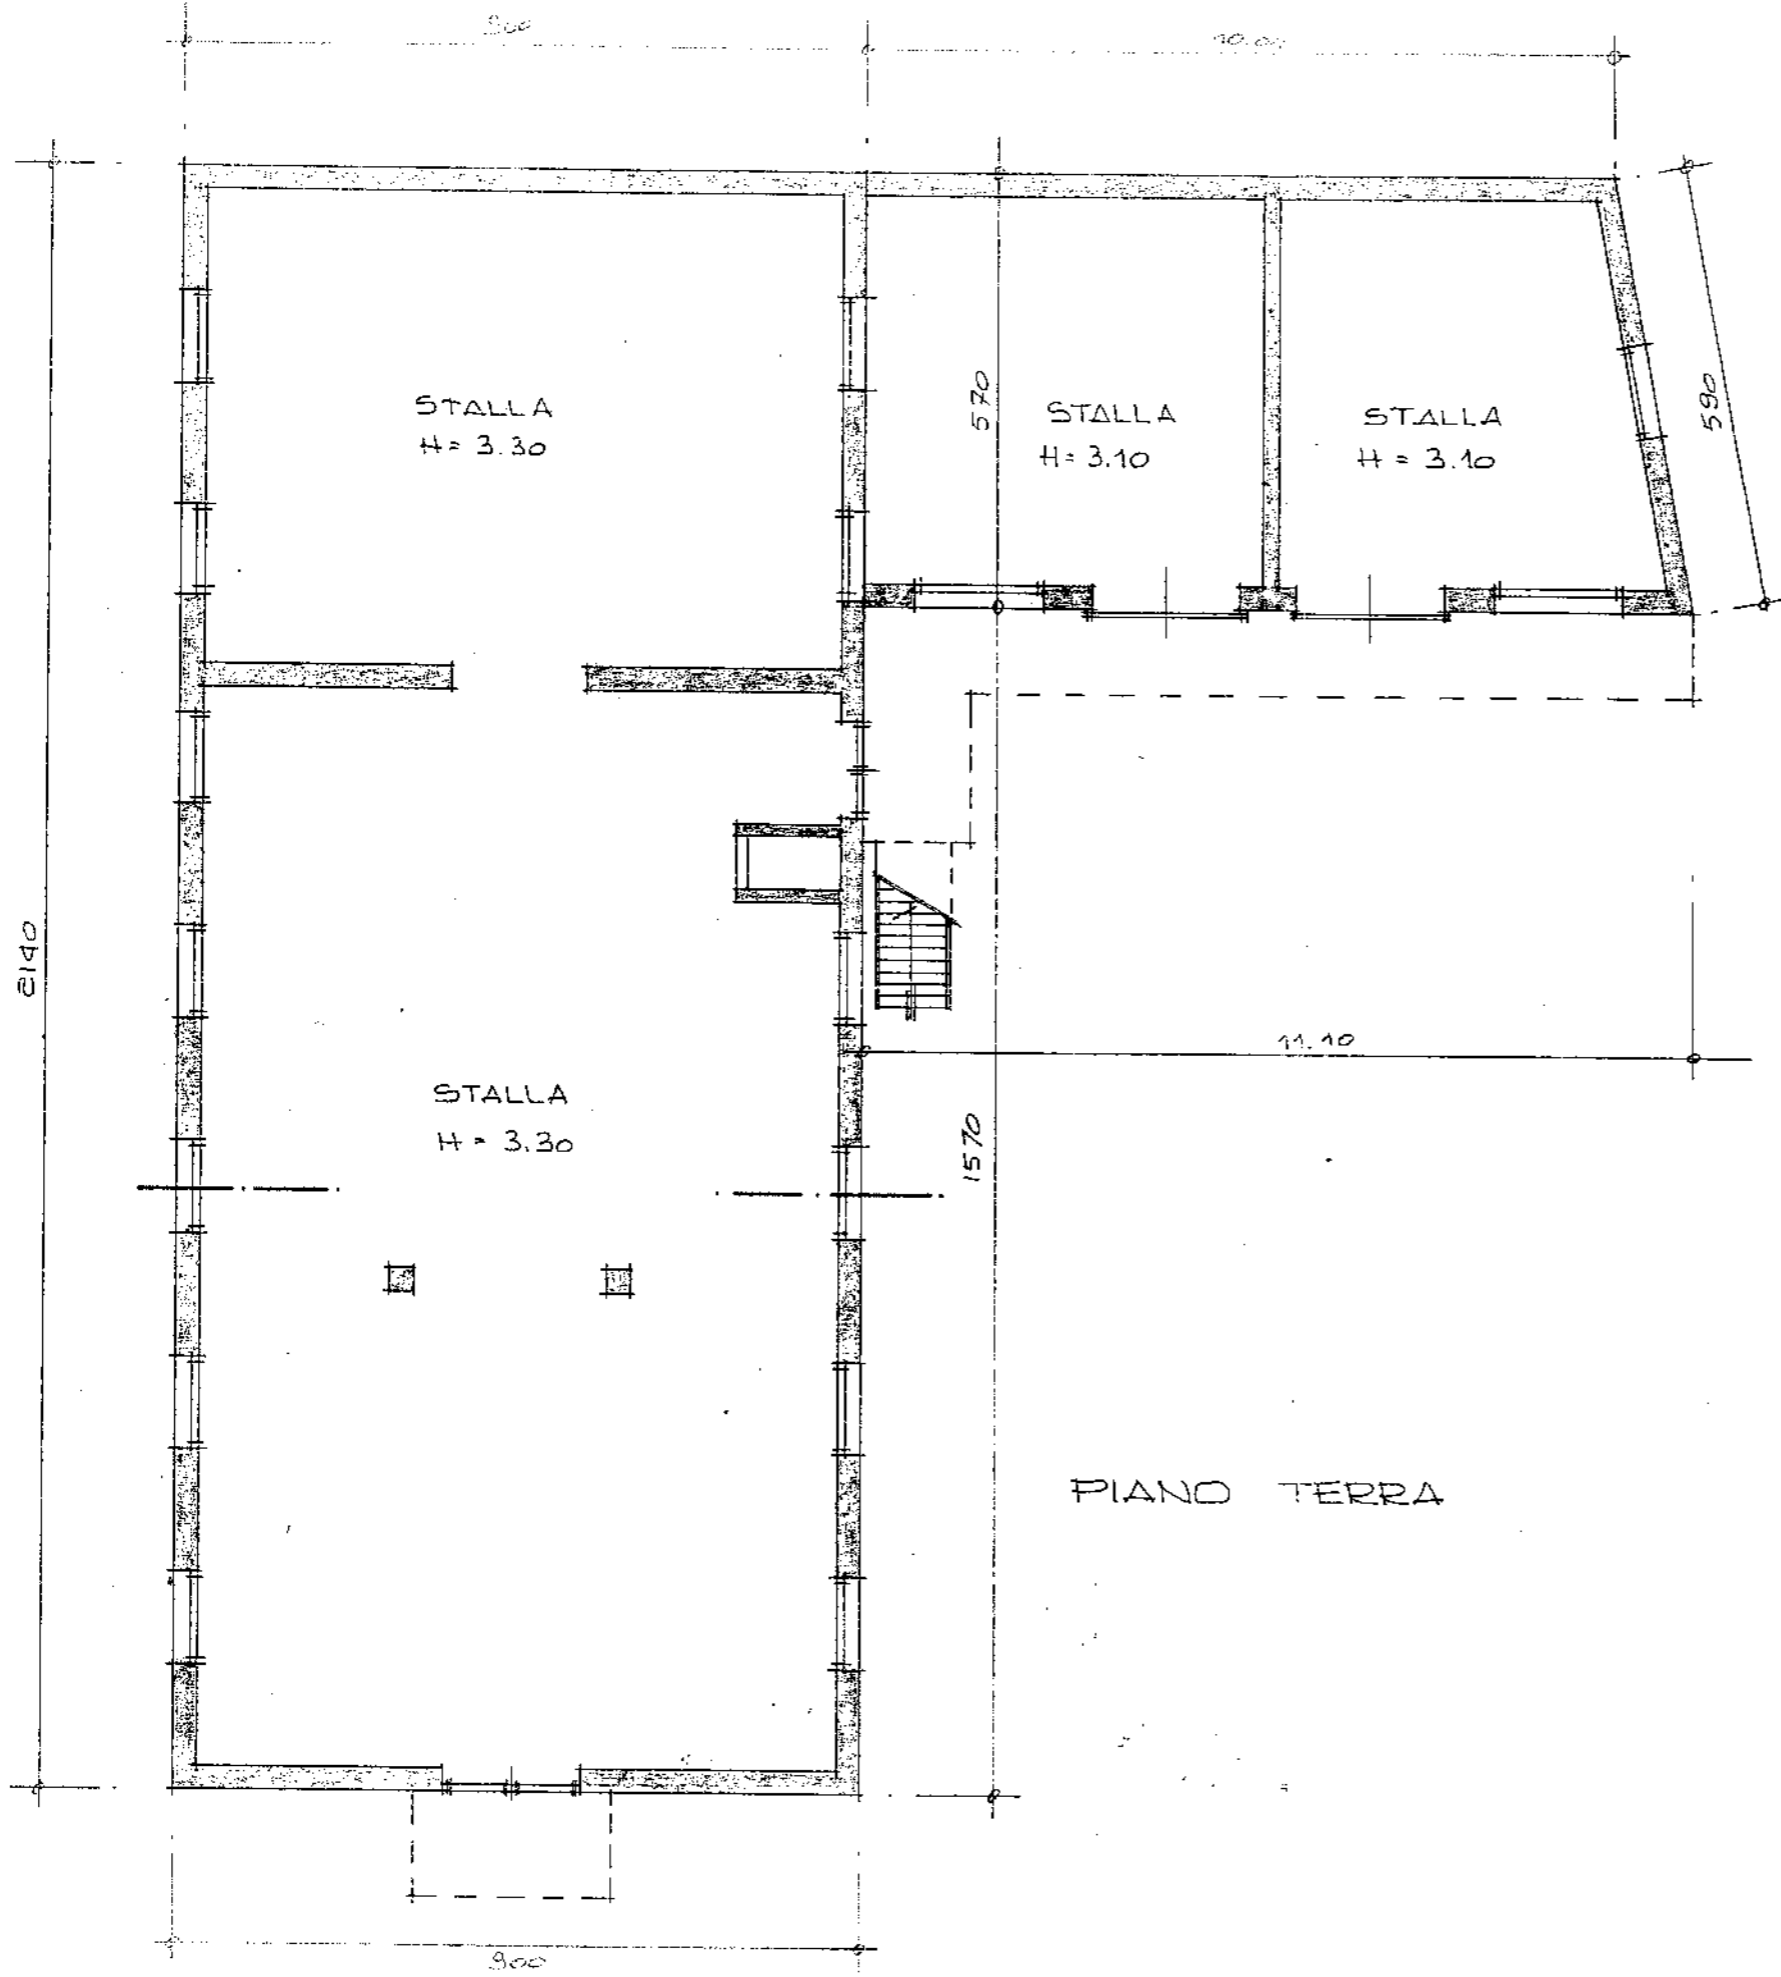 900
10.00
570
590
STALLA
H = 3.30
STALLA
H = 3.10
STALLA
H = 3.10
2140
11.10
STALLA
H = 3.30
1570
PIANO TERRA
900